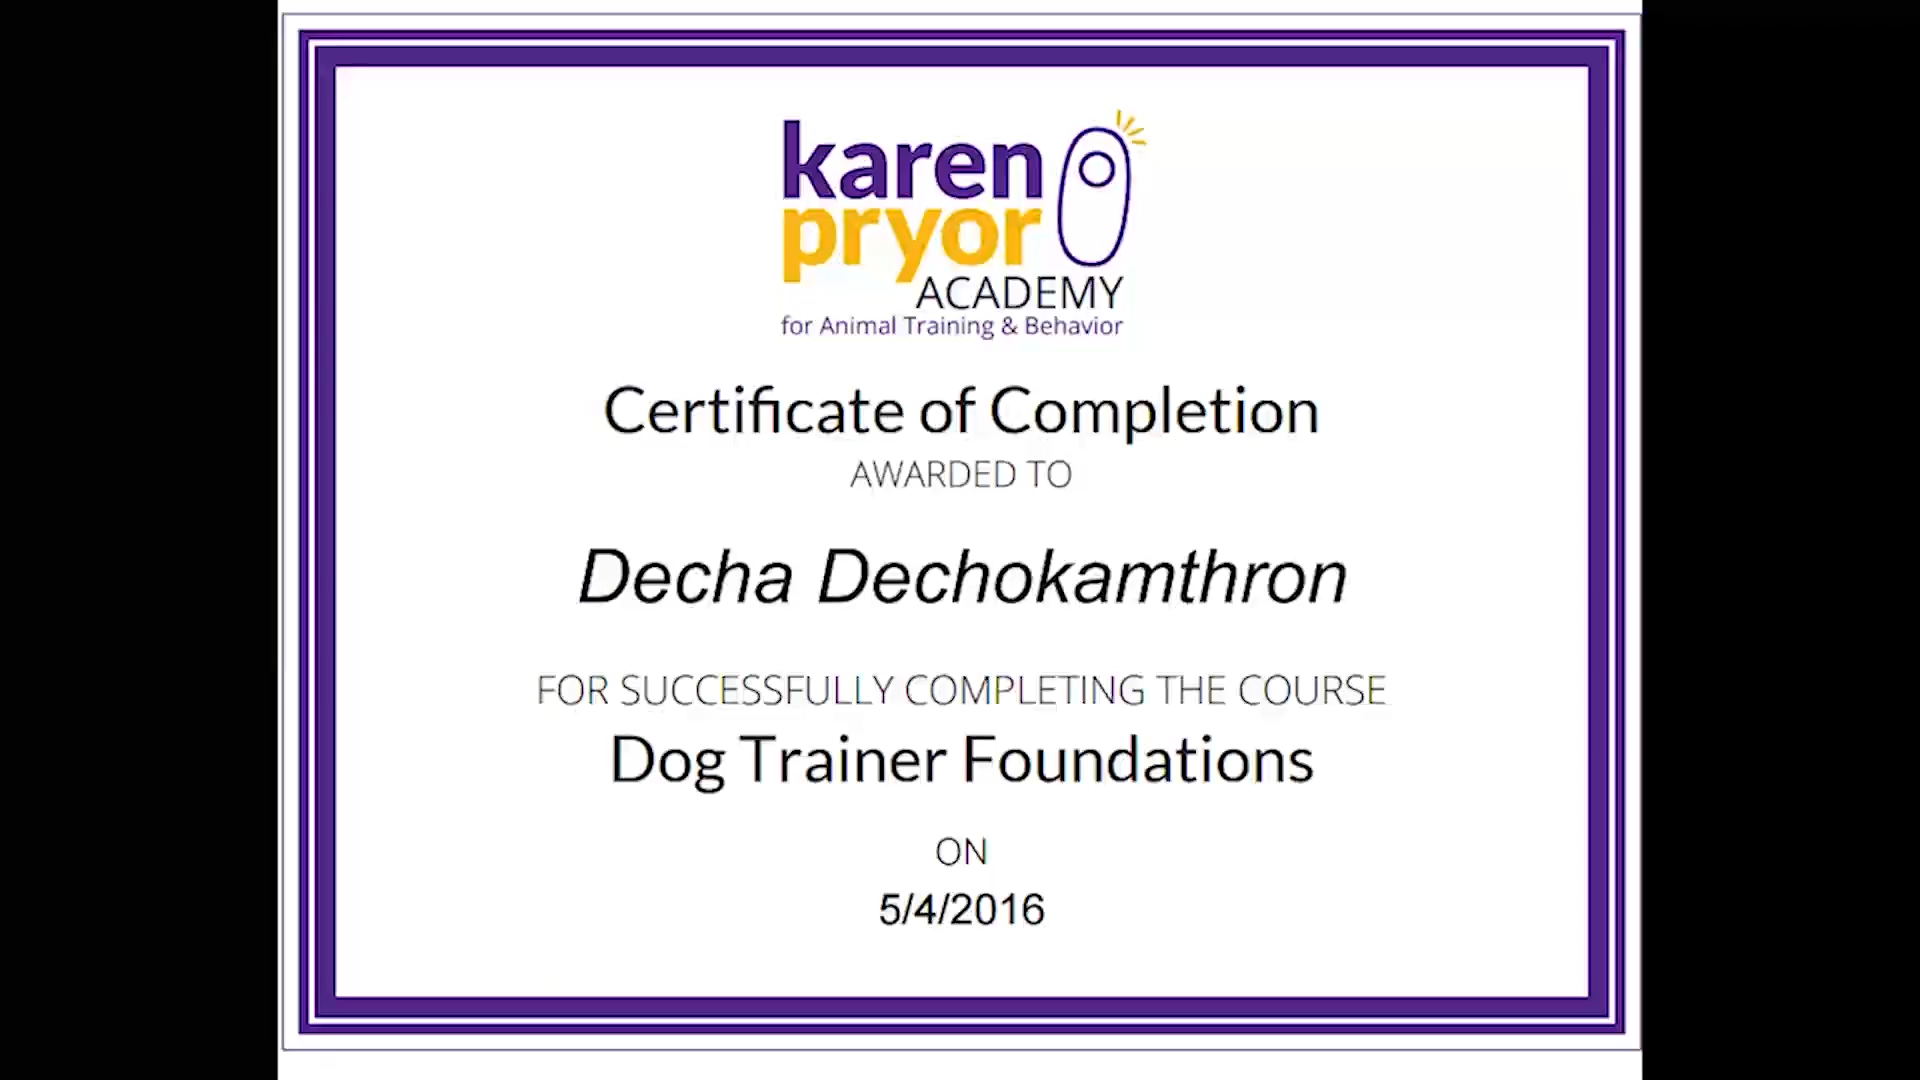 karen
pryor
ACADEMY
for Animal Training & Behavior
Certificate of Completion
AWARDED TO
Decha Dechokamthron
FOR SUCCESSFULLY COMPLETING THE COURSE
Dog Trainer Foundations
ON
5/4/2016